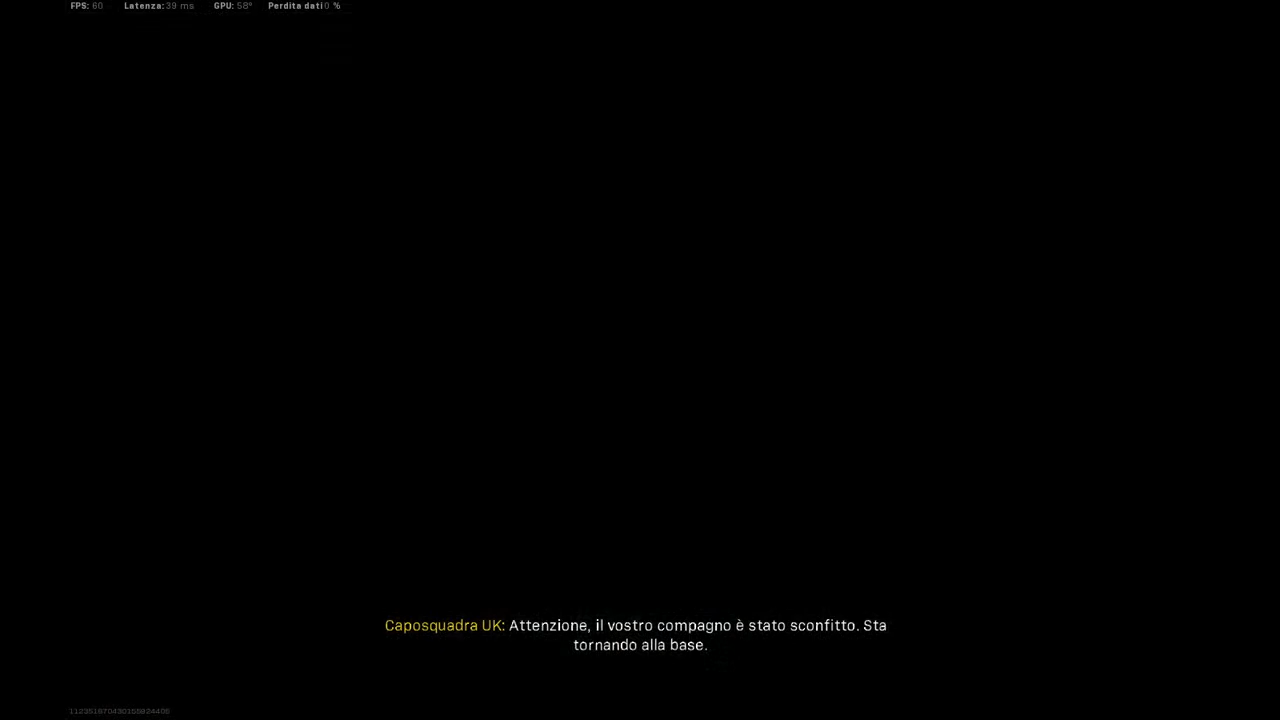 FPS: 60 Latenza: 39 ms GPU: 58° Perdita dati 0 %
Caposquadra UK: Attenzione, il vostro compagno è stato sconfitto. Sta
tornando alla base.